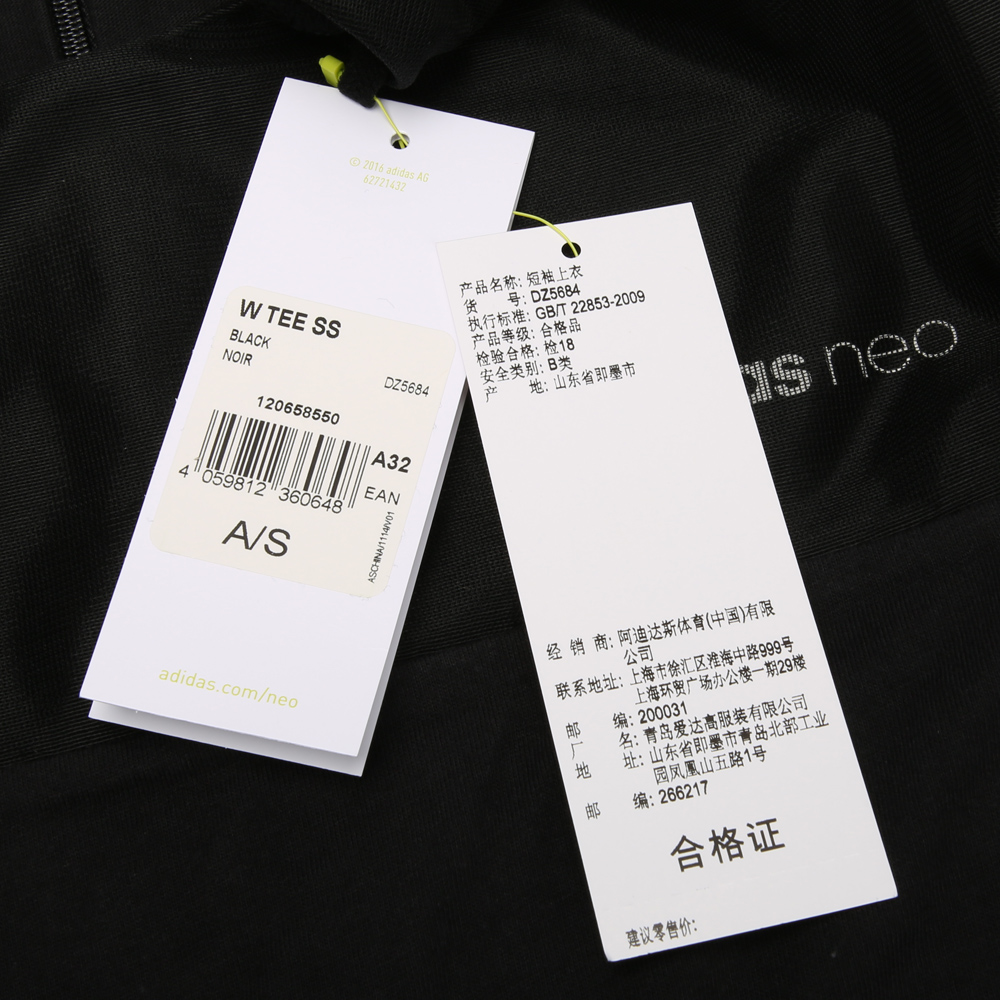 © 2016 adidas AG
62721432
W TEE SS
BLACK
NOIR
DZ5684
120658550
A32
4 059812 360648
EAN
A/S
ASCHINA/1114/V01
adidas.com/neo
产品名称: 短袖上衣
货 号: DZ5684
执行标准: GB/T 22853-2009
产品等级: 合格品
检验合格: 检18
安全类别: B类
产 地: 山东省即墨市
经 销 商: 阿迪达斯体育(中国)有限
公司
联系地址: 上海市徐汇区淮海中路999号
上海环贸广场办公楼一期29楼
邮 编: 200031
厂 名: 青岛爱达高服装有限公司
地 址: 山东省即墨市青岛北部工业
园凤凰山五路1号
邮 编: 266217
合格证
建议零售价:
as neo